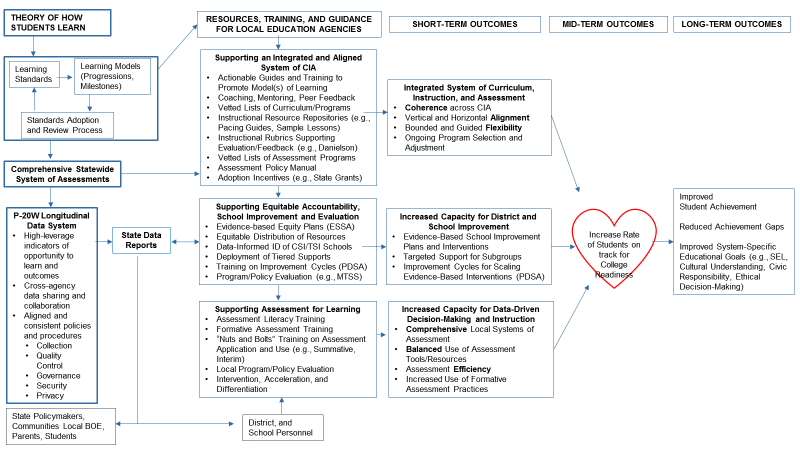 THEORY OF HOW
STUDENTS LEARN
RESOURCES, TRAINING, AND GUIDANCE
FOR LOCAL EDUCATION AGENCIES
SHORT-TERM OUTCOMES
MID-TERM OUTCOMES
LONG-TERM OUTCOMES
Learning
Standards
Learning Models
(Progressions,
Milestones)
Standards Adoption
and Review Process
Comprehensive Statewide
System of Assessments
P-20W Longitudinal
Data System
• High-leverage
indicators of
opportunity to
learn and
outcomes
• Cross-agency
data sharing and
collaboration
• Aligned and
consistent policies
and procedures
• Collection
• Quality
Control
• Governance
• Security
• Privacy
State Data
Reports
State Policymakers,
Communities Local BOE,
Parents, Students
Supporting an Integrated and Aligned
System of CIA
• Actionable Guides and Training to
Promote Model(s) of Learning
• Coaching, Mentoring, Peer Feedback
• Vetted Lists of Curriculum/Programs
• Instructional Resource Repositories (e.g.,
Pacing Guides, Sample Lessons)
• Instructional Rubrics Supporting
Evaluation/Feedback (e.g., Danielson)
• Vetted Lists of Assessment Programs
• Assessment Policy Manual
• Adoption Incentives (e.g., State Grants)
Supporting Equitable Accountability,
School Improvement and Evaluation
• Evidence-based Equity Plans (ESSA)
• Equitable Distribution of Resources
• Data-Informed ID of CSI/TSI Schools
• Deployment of Tiered Supports
• Training on Improvement Cycles (PDSA)
• Program/Policy Evaluation (e.g., MTSS)
Supporting Assessment for Learning
• Assessment Literacy Training
• Formative Assessment Training
• "Nuts and Bolts" Training on Assessment
Application and Use (e.g., Summative,
Interim)
• Local Program/Policy Evaluation
• Intervention, Acceleration, and
Differentiation
District, and
School Personnel
Integrated System of Curriculum,
Instruction, and Assessment
• Coherence across CIA
• Vertical and Horizontal Alignment
• Bounded and Guided Flexibility
• Ongoing Program Selection and
Adjustment
Increased Capacity for District and
School Improvement
• Evidence-Based School Improvement
Plans and Interventions
• Targeted Support for Subgroups
• Improvement Cycles for Scaling
Evidence-Based Interventions (PDSA)
Increased Capacity for Data-Driven
Decision-Making and Instruction
• Comprehensive Local Systems of
Assessment
• Balanced Use of Assessment
Tools/Resources
• Assessment Efficiency
• Increased Use of Formative
Assessment Practices
Increase Rate
of Students on
track for
College
Readiness
Improved
Student Achievement
Reduced Achievement Gaps
Improved System-Specific
Educational Goals (e.g., SEL,
Cultural Understanding, Civic
Responsibility, Ethical
Decision-Making)